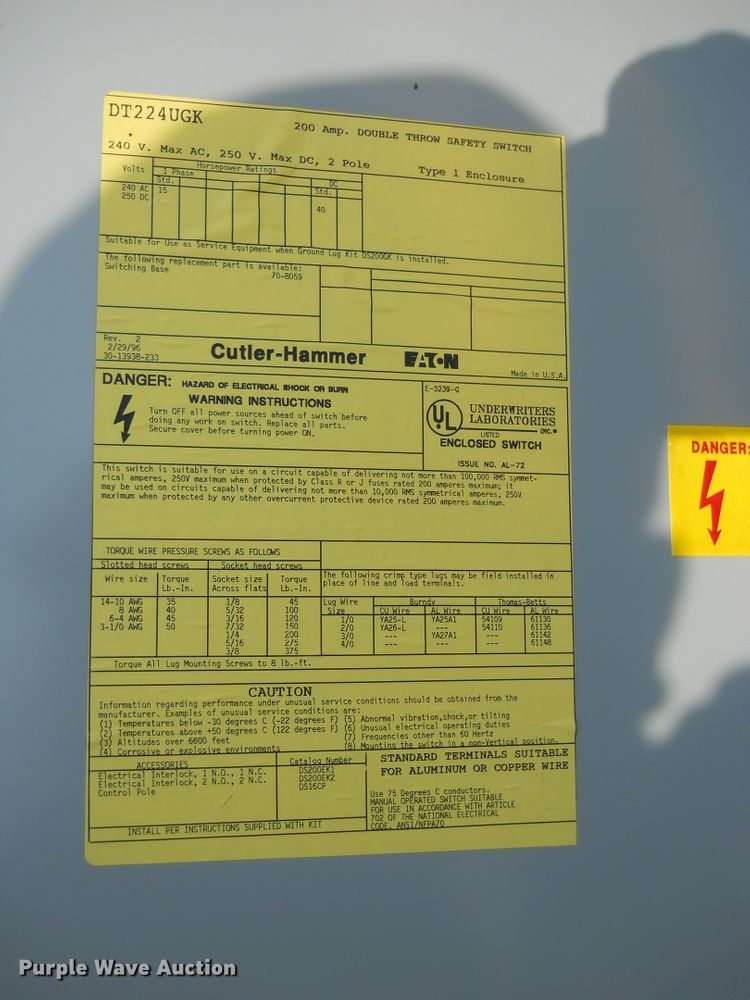 DT224UGK
200 Amp. DOUBLE THROW SAFETY SWITCH
240 V. Max AC, 250 V. Max DC, 2 Pole
Type 1 Enclosure
Volts
Horsepower Ratings
1 Phase
DC
Std.
Std.
240 AC 15
250 DC
40
Suitable for Use as Service Equipment when Ground Lug Kit DS200GK is installed.
The following replacement part is available:
Switching Base 70-8059
Rev. 2
2/29/96
30-13938-233
Cutler-Hammer
EATON
Made in U.S.A.
DANGER: HAZARD OF ELECTRICAL SHOCK OR BURN
WARNING INSTRUCTIONS
Turn OFF all power sources ahead of switch before
doing any work on switch. Replace all parts.
Secure cover before turning power ON.
E-5239-G
UL
UNDERWRITERS
LABORATORIES
INC.®
LISTED
ENCLOSED SWITCH
ISSUE NO. AL-72
This switch is suitable for use on a circuit capable of delivering not more than 100,000 RMS symmet-
rical amperes, 250V maximum when protected by Class R or J fuses rated 200 amperes maximum; it
may be used on circuits capable of delivering not more than 10,000 RMS symmetrical amperes, 250V
maximum when protected by any other overcurrent protective device rated 200 amperes maximum.
TORQUE WIRE PRESSURE SCREWS AS FOLLOWS
Slotted head screws Socket head screws
Wire size Torque Socket size Torque
Lb.-In. Across flats Lb.-In.
14-10 AWG 35 1/8 45
8 AWG 40 5/32 100
6-4 AWG 45 3/16 120
3-1/0 AWG 50 7/32 150
1/4 200
5/16 275
3/8 375
Torque All Lug Mounting Screws to 8 lb.-ft.
The following crimp type lugs may be field installed in
place of line and load terminals.
Lug Wire Burndy Thomas-Betts
Size CU Wire AL Wire CU Wire AL Wire
1/0 YA25-L YA25A1 54109 61130
2/0 YA26-L --- 54110 61136
3/0 --- YA27A1 --- 61142
4/0 --- --- --- 61148
CAUTION
Information regarding performance under unusual service conditions should be obtained from the
manufacturer. Examples of unusual service conditions are:
(1) Temperatures below -30 degrees C (-22 degrees F) (5) Abnormal vibration,shock,or tilting
(2) Temperatures above +50 degrees C (122 degrees F) (6) Unusual electrical operating duties
(3) Altitudes over 6600 feet (7) Frequencies other than 60 Hertz
(4) Corrosive or explosive environments (8) Mounting the switch in a non-Vertical position.
ACCESSORIES Catalog Number
Electrical Interlock, 1 N.O., 1 N.C. DS200EK1
Electrical Interlock, 2 N.O., 2 N.C. DS200EK2
Control Pole DS16CP
INSTALL PER INSTRUCTIONS SUPPLIED WITH KIT
STANDARD TERMINALS SUITABLE
FOR ALUMINUM OR COPPER WIRE
Use 75 Degrees C conductors.
MANUAL OPERATED SWITCH SUITABLE
FOR USE IN ACCORDANCE WITH ARTICLE
702 OF THE NATIONAL ELECTRICAL
CODE, ANSI/NFPA70
DANGER:
Purple Wave Auction